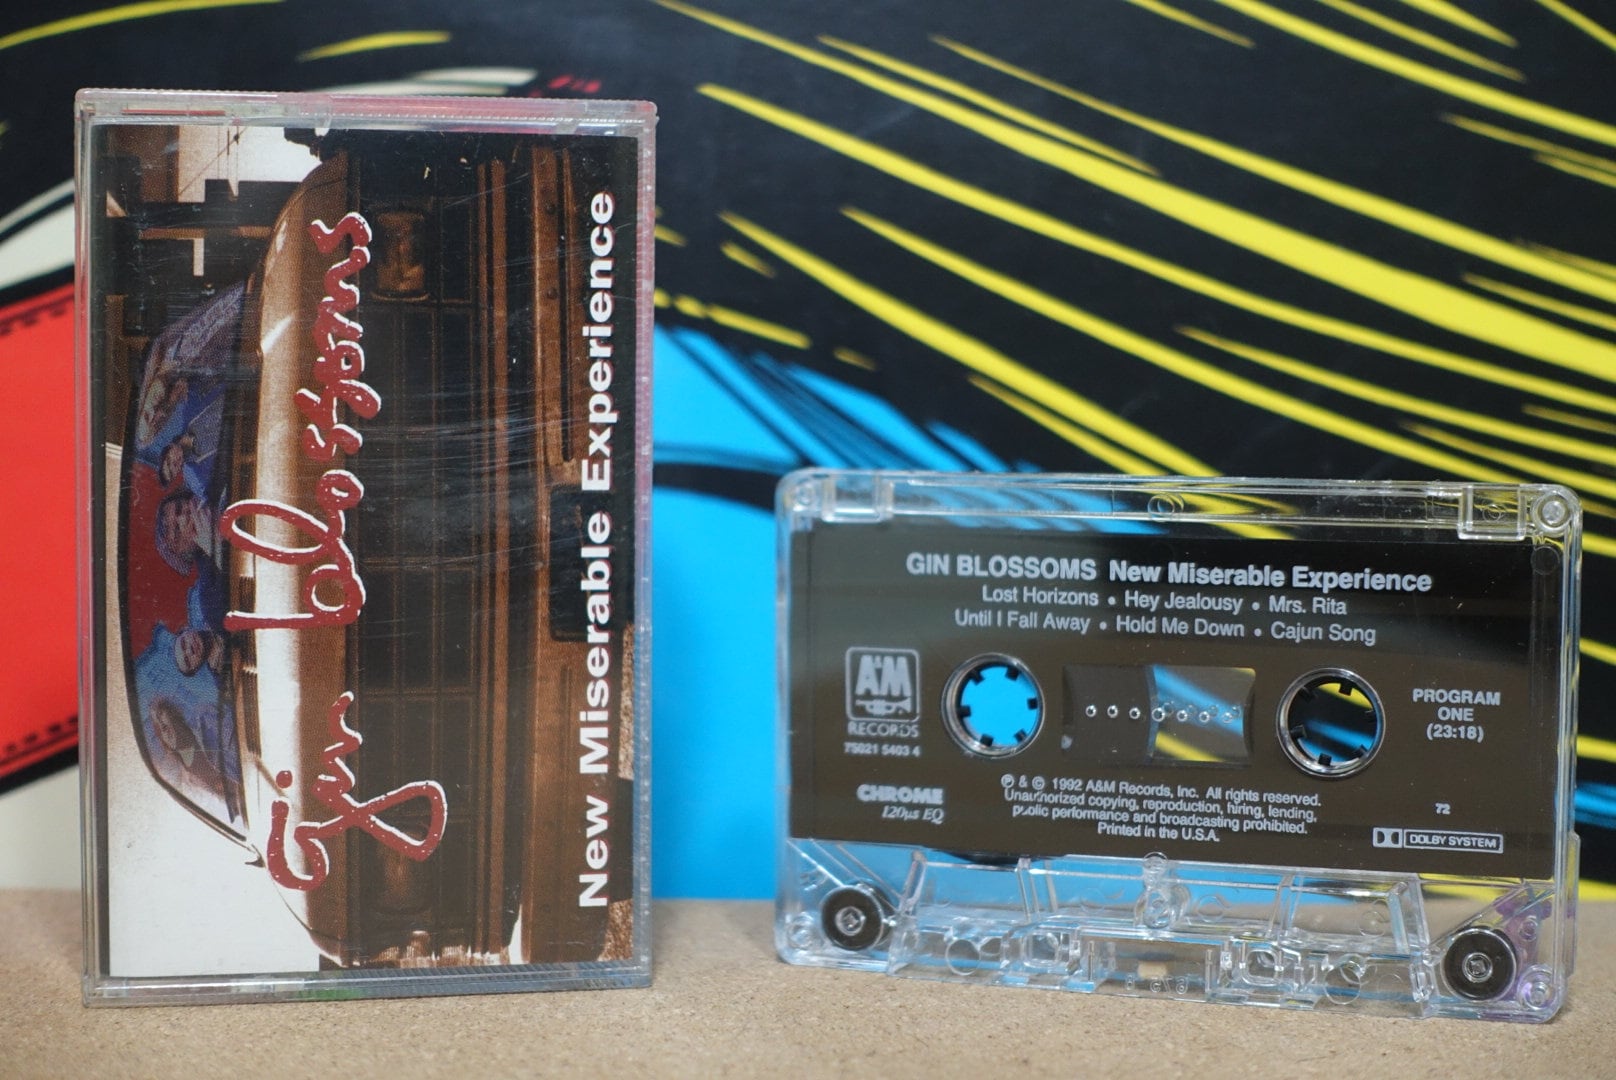 gin blossoms
New Miserable Experience
GIN BLOSSOMS New Miserable Experience
Lost Horizons • Hey Jealousy • Mrs. Rita
Until I Fall Away • Hold Me Down • Cajun Song
A&M
RECORDS
75021 5403 4
CHROME
120µs EQ
PROGRAM
ONE
(23:18)
℗ & © 1992 A&M Records, Inc. All rights reserved.
Unauthorized copying, reproduction, hiring, lending,
public performance and broadcasting prohibited.
Printed in the U.S.A.
72
DOLBY SYSTEM